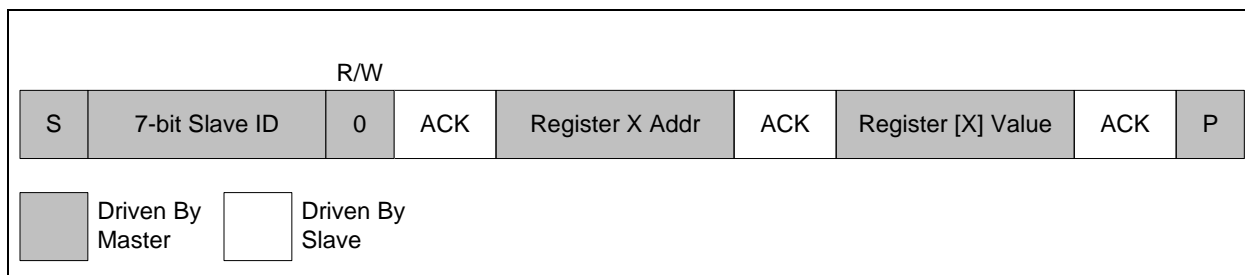 R/W
S 7-bit Slave ID 0 ACK Register X Addr ACK Register [X] Value ACK P
Driven By Master
Driven By Slave